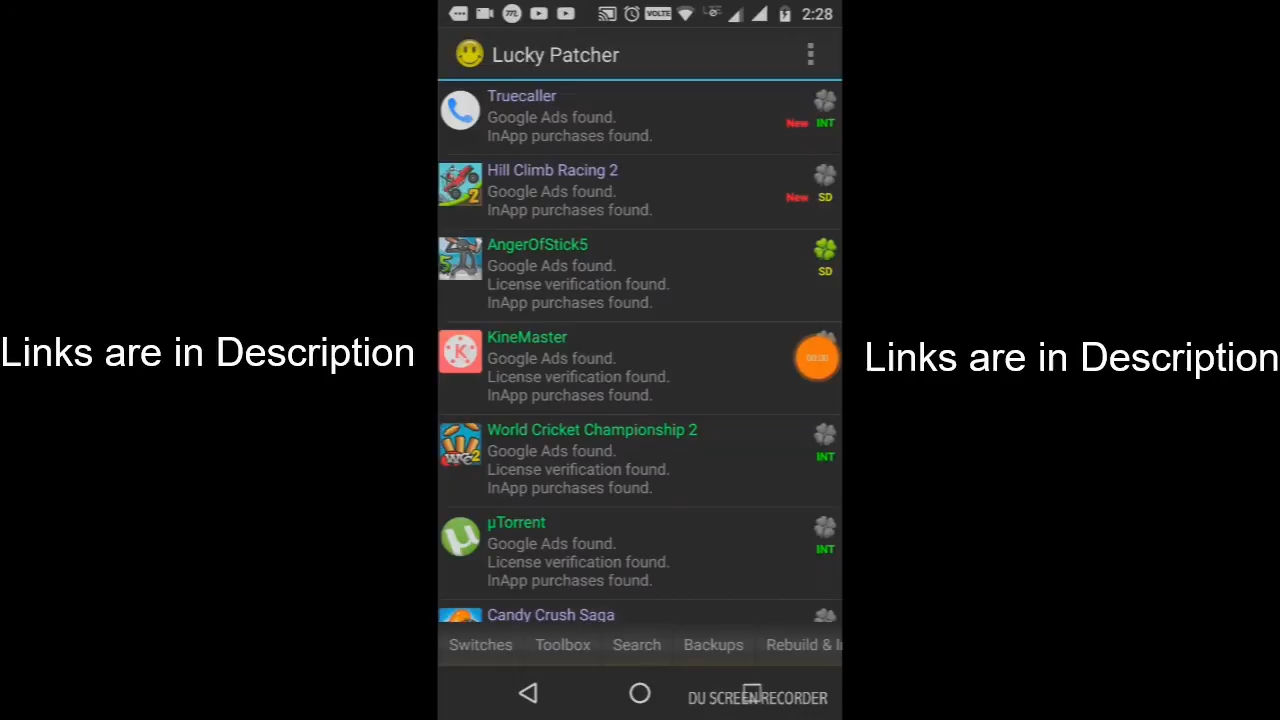 VOLTE 2:28
Lucky Patcher
Truecaller
Google Ads found.
InApp purchases found.
New INT
Hill Climb Racing 2
Google Ads found.
InApp purchases found.
New SD
AngerOfStick5
Google Ads found.
License verification found.
InApp purchases found.
SD
Links are in Description
KineMaster
Google Ads found.
License verification found.
InApp purchases found.
Links are in Description
World Cricket Championship 2
Google Ads found.
License verification found.
InApp purchases found.
INT
µTorrent
Google Ads found.
License verification found.
InApp purchases found.
INT
Candy Crush Saga
Switches Toolbox Search Backups Rebuild & I
DU SCREEN RECORDER